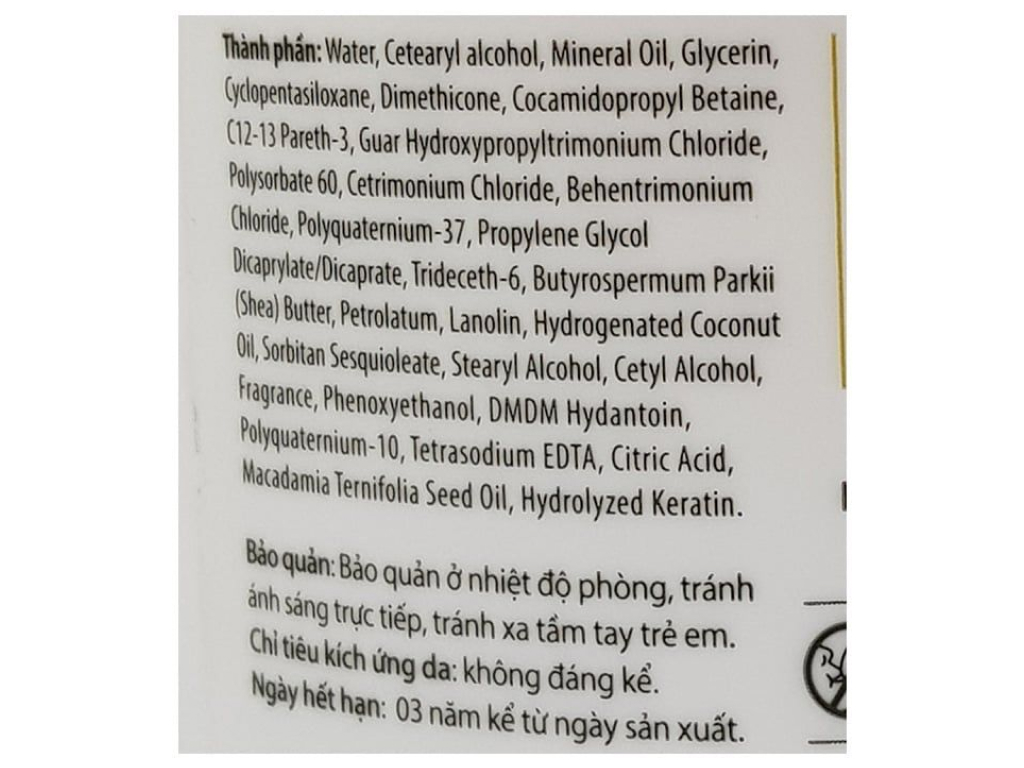 Thành phần: Water, Cetearyl alcohol, Mineral Oil, Glycerin,
Cyclopentasiloxane, Dimethicone, Cocamidopropyl Betaine,
C12-13 Pareth-3, Guar Hydroxypropyltrimonium Chloride,
Polysorbate 60, Cetrimonium Chloride, Behentrimonium
Chloride, Polyquaternium-37, Propylene Glycol
Dicaprylate/Dicaprate, Trideceth-6, Butyrospermum Parkii
(Shea) Butter, Petrolatum, Lanolin, Hydrogenated Coconut
Oil, Sorbitan Sesquioleate, Stearyl Alcohol, Cetyl Alcohol,
Fragrance, Phenoxyethanol, DMDM Hydantoin,
Polyquaternium-10, Tetrasodium EDTA, Citric Acid,
Macadamia Ternifolia Seed Oil, Hydrolyzed Keratin.
Bảo quản: Bảo quản ở nhiệt độ phòng, tránh
ánh sáng trực tiếp, tránh xa tầm tay trẻ em.
Chỉ tiêu kích ứng da: không đáng kể.
Ngày hết hạn: 03 năm kể từ ngày sản xuất.